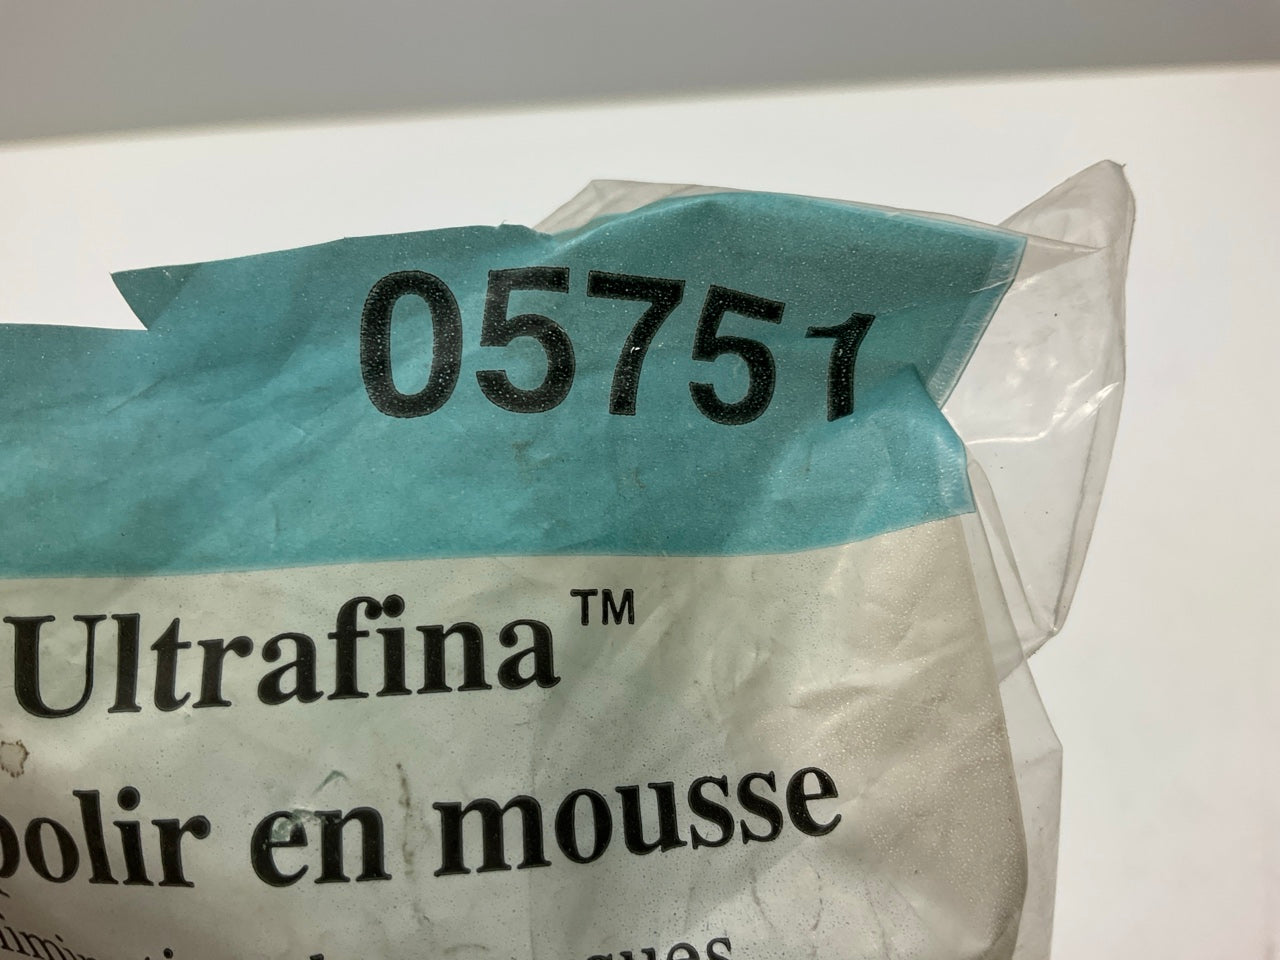 05751
Ultrafina™
polir en mousse